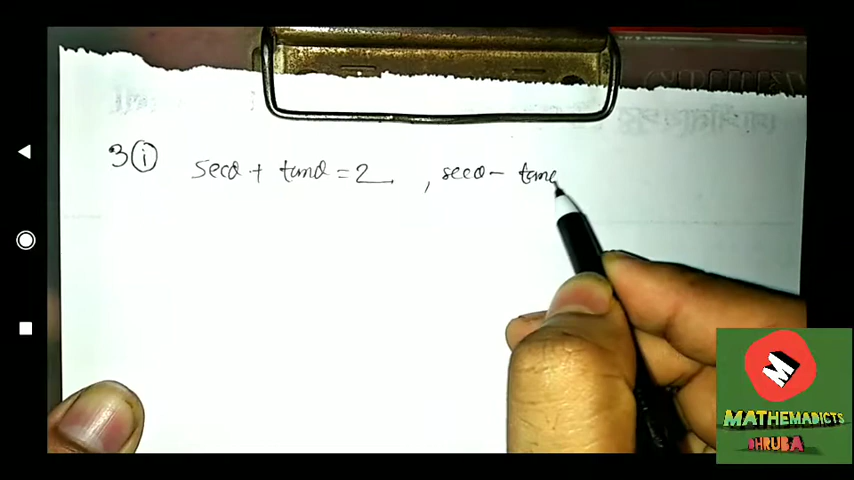 3(i) secθ + tanθ = 2 , secθ - tanθ
M
MATHEMADICTS
DHRUBA